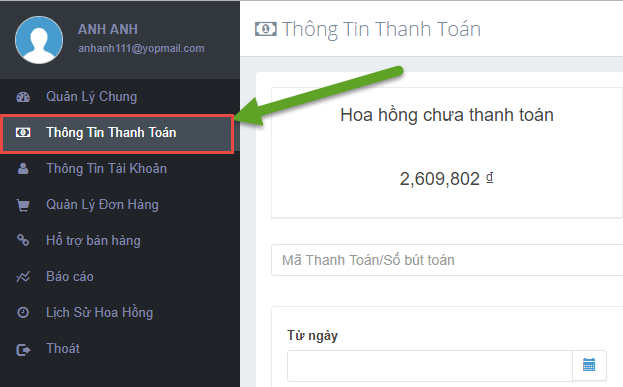 ANH ANH
anhanh111@yopmail.com
Quản Lý Chung
Thông Tin Thanh Toán
Thông Tin Tài Khoản
Quản Lý Đơn Hàng
Hỗ trợ bán hàng
Báo cáo
Lịch Sử Hoa Hồng
Thoát
Thông Tin Thanh Toán
Hoa hồng chưa thanh toán
2,609,802 ₫
Mã Thanh Toán/Số bút toán
Từ ngày